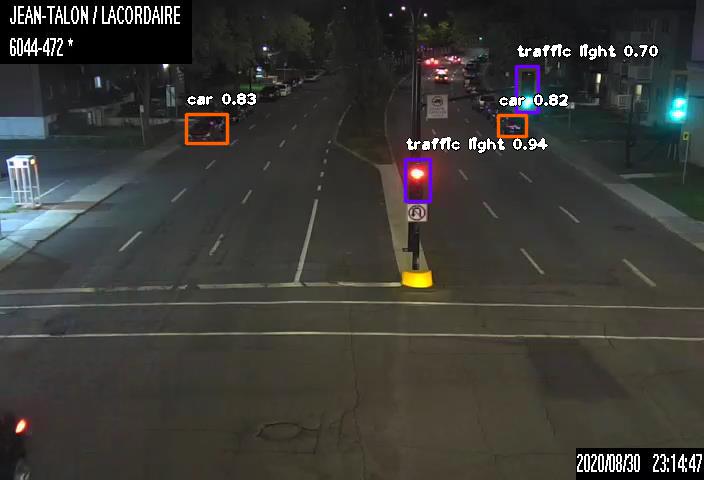 JEAN-TALON / LACORDAIRE
6044-472 *
traffic light 0.70
car 0.83
car 0.82
traffic light 0.94
2020/08/30 23:14:47